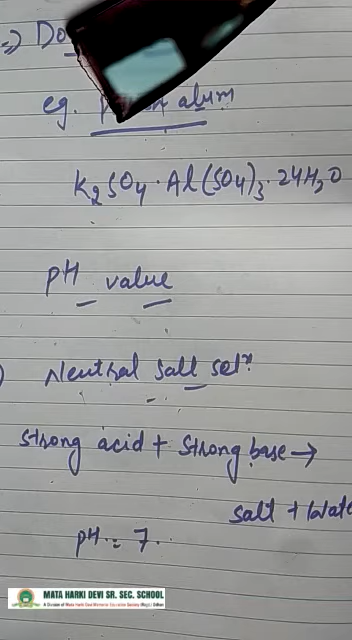 => Do
eg. alum
K2SO4·Al(SO4)3·24H2O
pH value
Neutral salt solⁿ.
Strong acid + Strong base →
salt + Wate
pH = 7.
MATA HARKI DEVI SR. SEC. SCHOOL